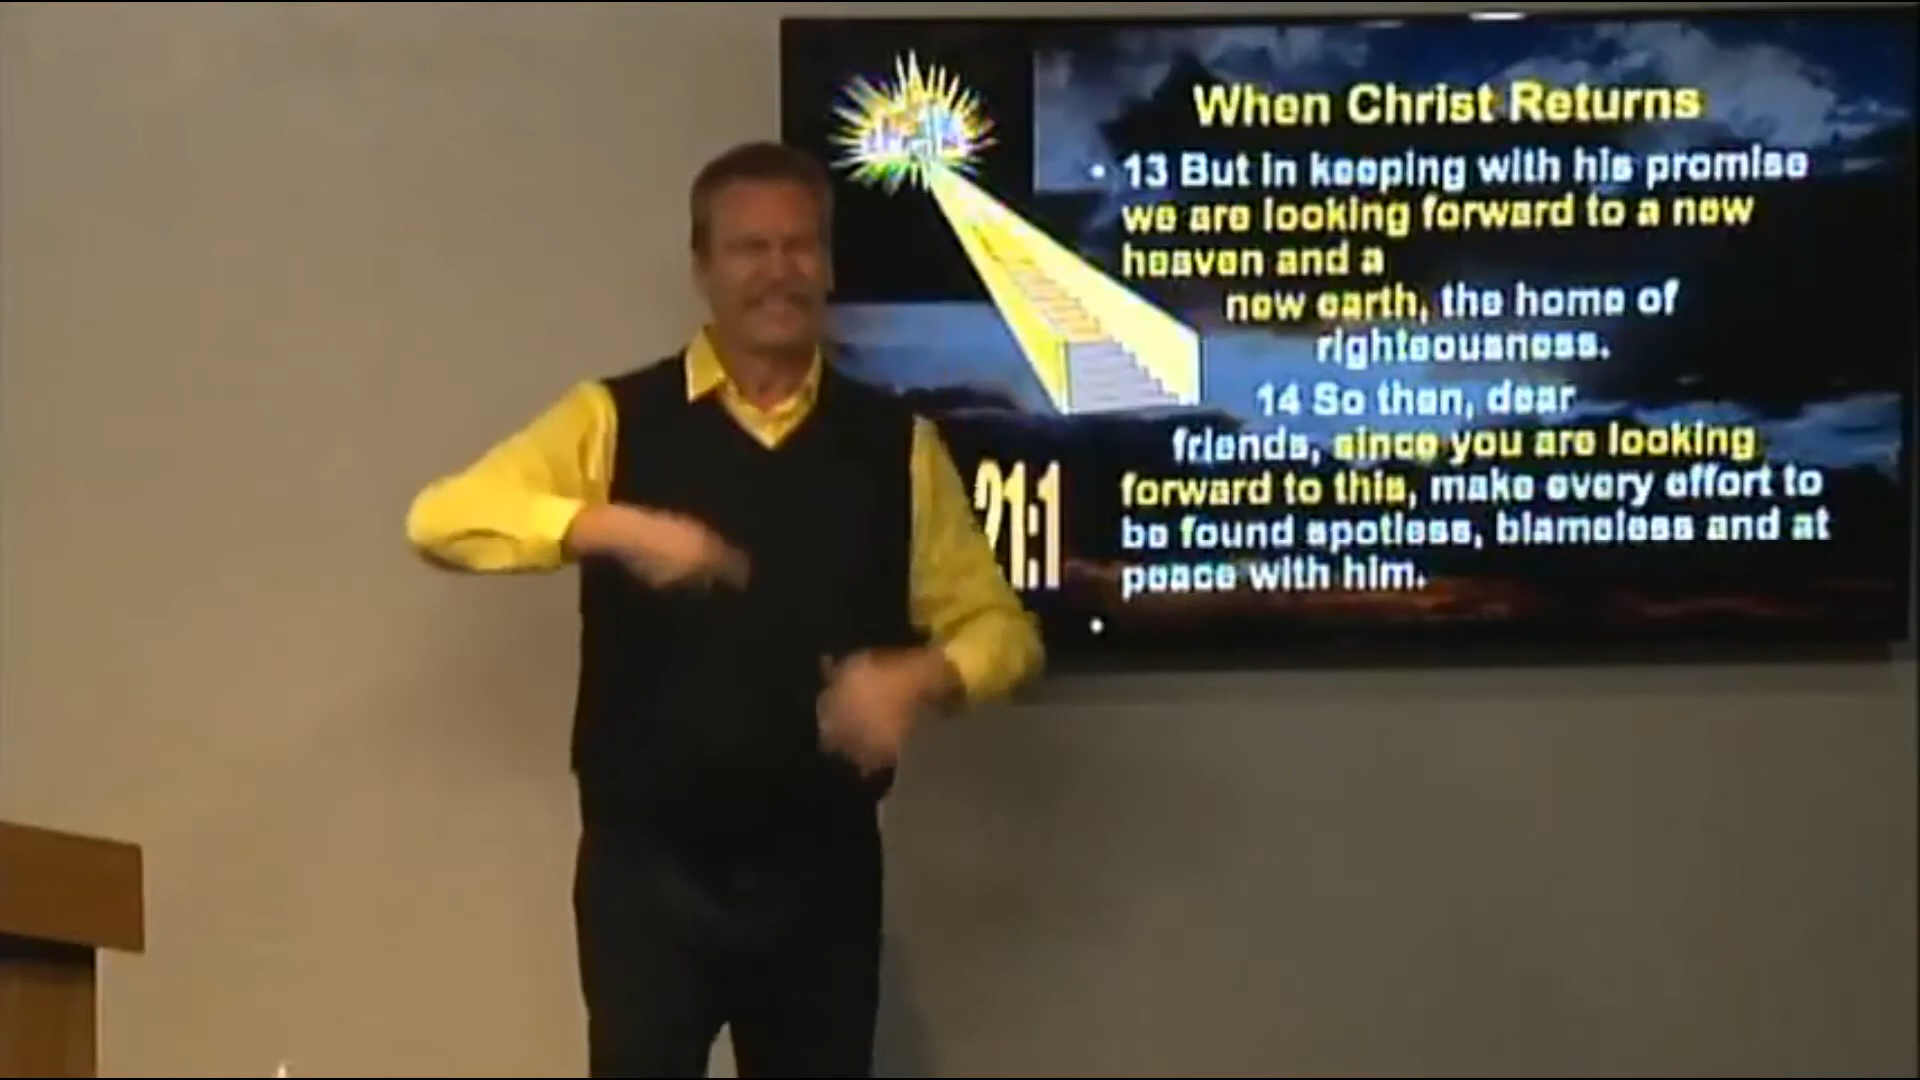 When Christ Returns
• 13 But in keeping with his promise
we are looking forward to a new
heaven and a
new earth, the home of
righteousness.
14 So then, dear
friends, since you are looking
forward to this, make every effort to
be found spotless, blameless and at
peace with him.
21:1